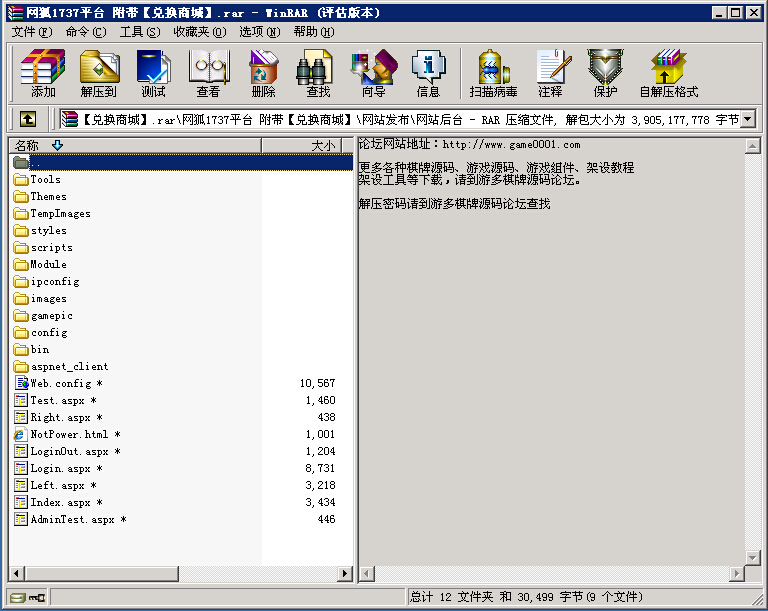 网狐1737平台 附带【兑换商城】.rar - WinRAR (评估版本)
文件(F) 命令(C) 工具(S) 收藏夹(O) 选项(N) 帮助(H)
添加 解压到 测试 查看 删除 查找 向导 信息 扫描病毒 注释 保护 自解压格式
【兑换商城】.rar\网狐1737平台 附带【兑换商城】\网站发布\网站后台 - RAR 压缩文件, 解包大小为 3,905,177,778 字节
名称 大小
..
Tools
Themes
TempImages
styles
scripts
Module
ipconfig
images
gamepic
config
bin
aspnet_client
Web.config * 10,567
Test.aspx * 1,460
Right.aspx * 438
NotPower.html * 1,001
LoginOut.aspx * 1,204
Login.aspx * 8,731
Left.aspx * 3,218
Index.aspx * 3,434
AdminTest.aspx * 446
论坛网站地址：http://www.game0001.com
更多各种棋牌源码、游戏源码、游戏组件、架设教程
架设工具等下载，请到游多棋牌源码论坛。
解压密码请到游多棋牌源码论坛查找
总计 12 文件夹 和 30,499 字节(9 个文件)